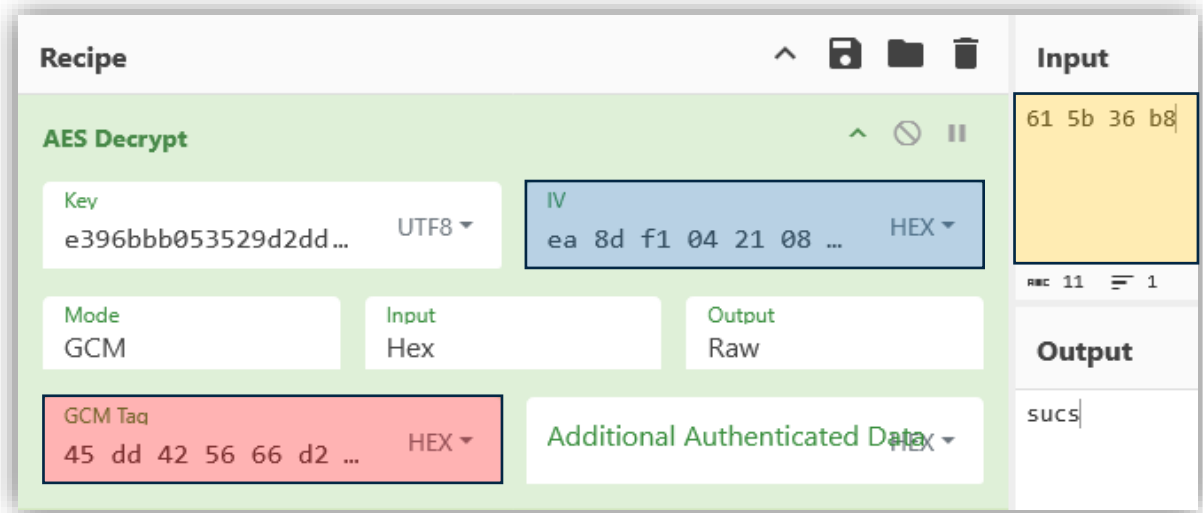 Recipe
AES Decrypt
Key
e396bbb053529d2dd… UTF8
IV
ea 8d f1 04 21 08 … HEX
Mode
GCM
Input
Hex
Output
Raw
GCM Tag
45 dd 42 56 66 d2 … HEX
Additional Authenticated Data HEX
Input
61 5b 36 b8
ABC 11 1
Output
sucs